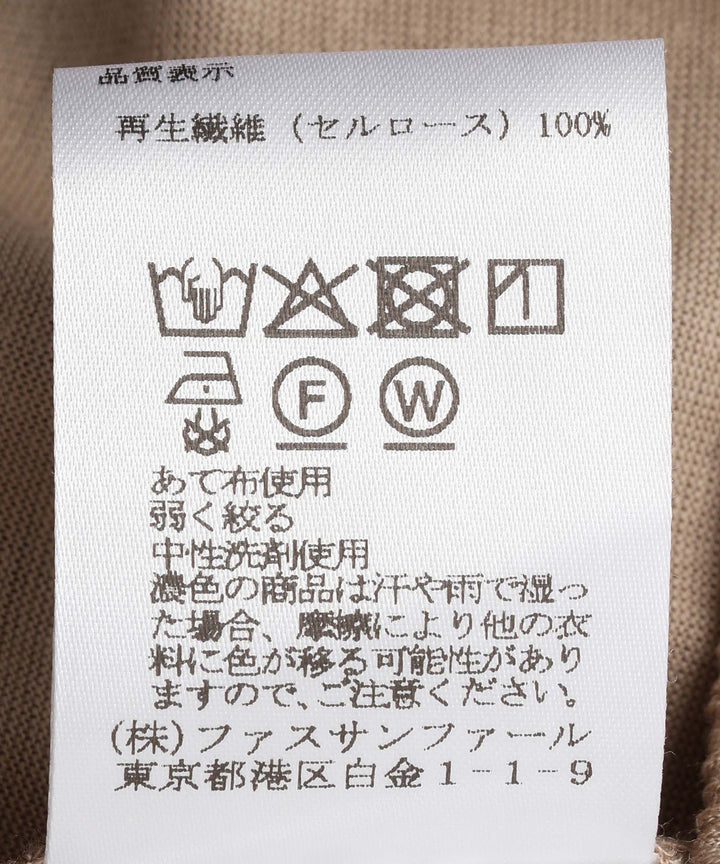 品質表示
再生繊維 (セルロース) 100%
F W
あて布使用
弱く絞る
中性洗剤使用
濃色の商品は汗や雨で湿っ
た場合、摩擦により他の衣
料に色が移る可能性があり
ますので、ご注意ください。
(株)ファスサンファール
東京都港区白金1-1-9